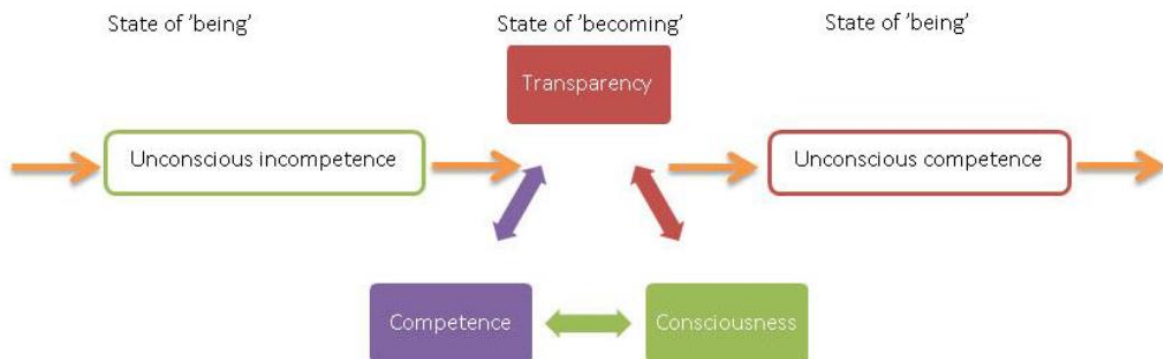 State of 'being'
State of 'becoming'
State of 'being'
Transparency
Unconscious incompetence
Unconscious competence
Competence
Consciousness